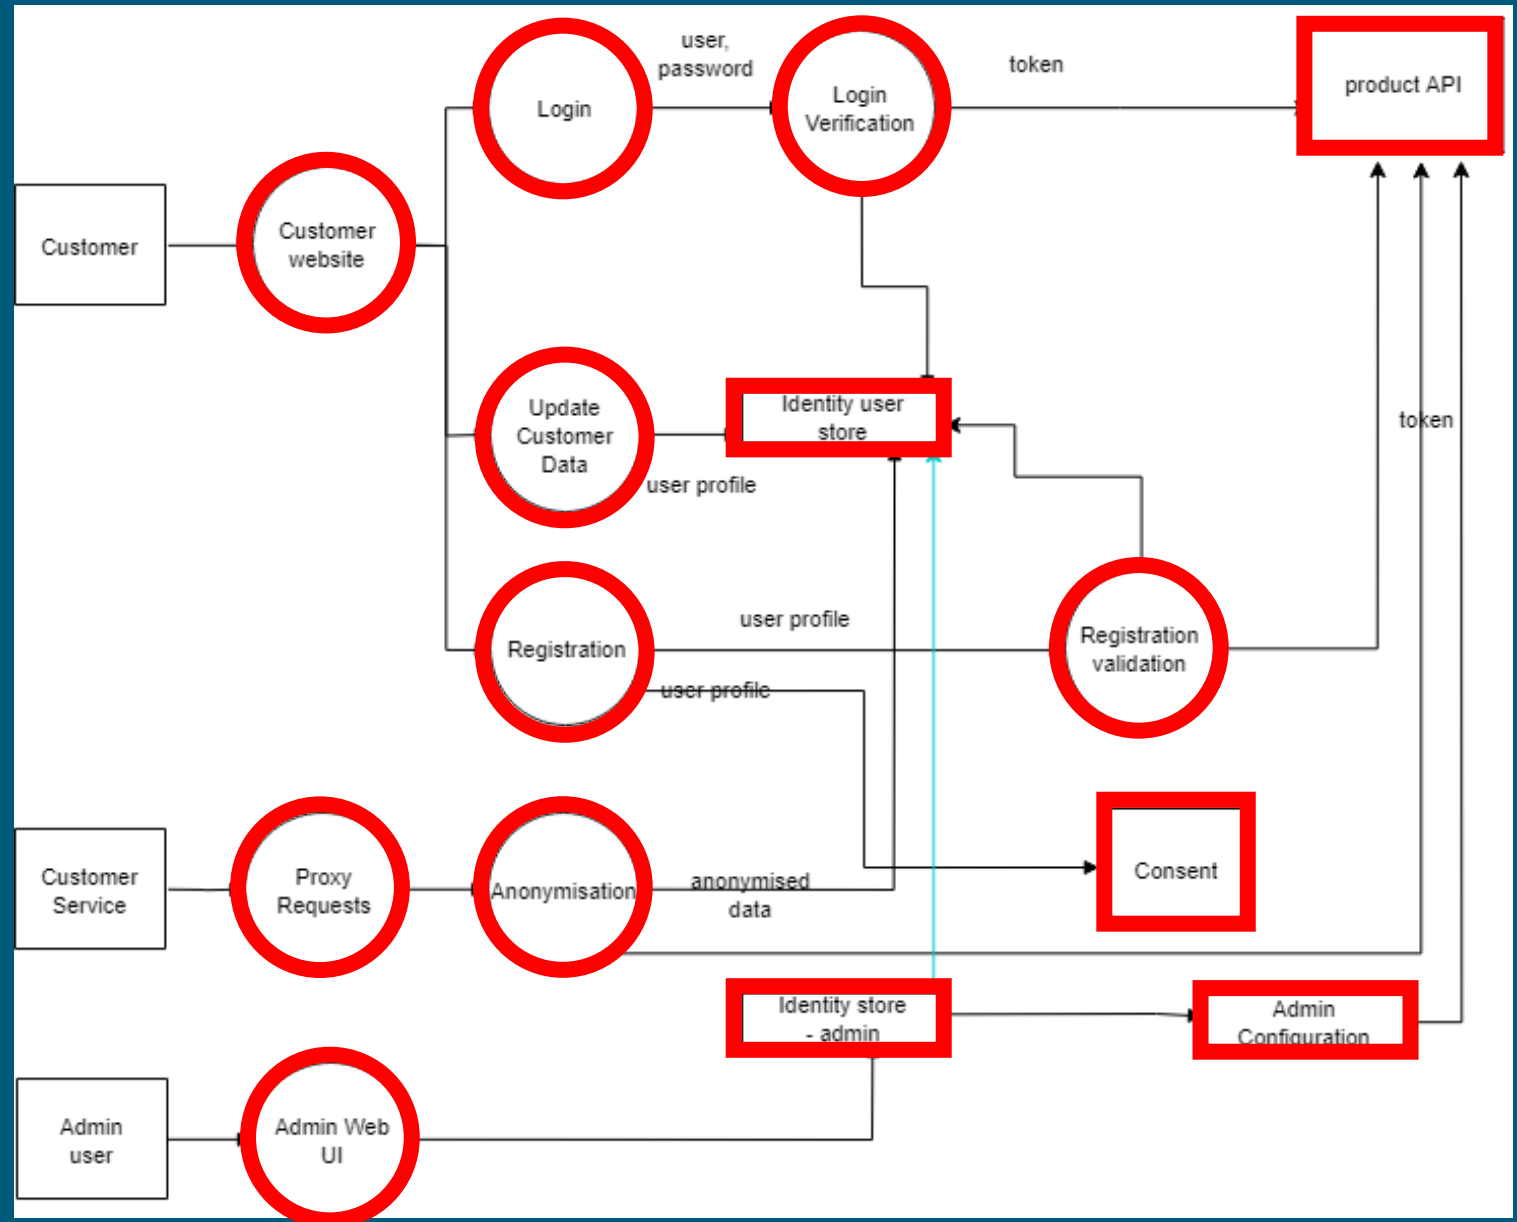 user,
password
Login
Login
Verification
token
product API
Customer
Customer
website
Update
Customer
Data
Identity user
store
token
user profile
Registration
user profile
Registration
validation
user profile
Customer
Service
Proxy
Requests
Anonymisation
anonymised
data
Consent
Identity store
- admin
Admin
Configuration
Admin
user
Admin Web
UI